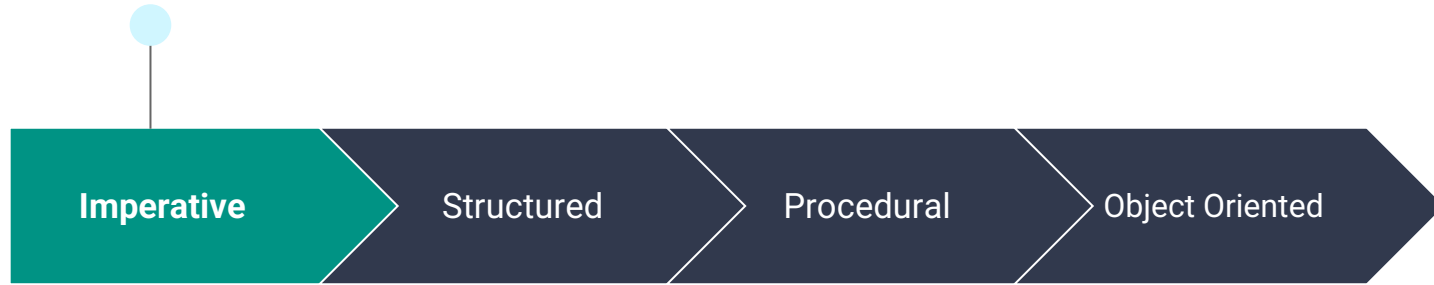 Imperative
Structured
Procedural
Object Oriented